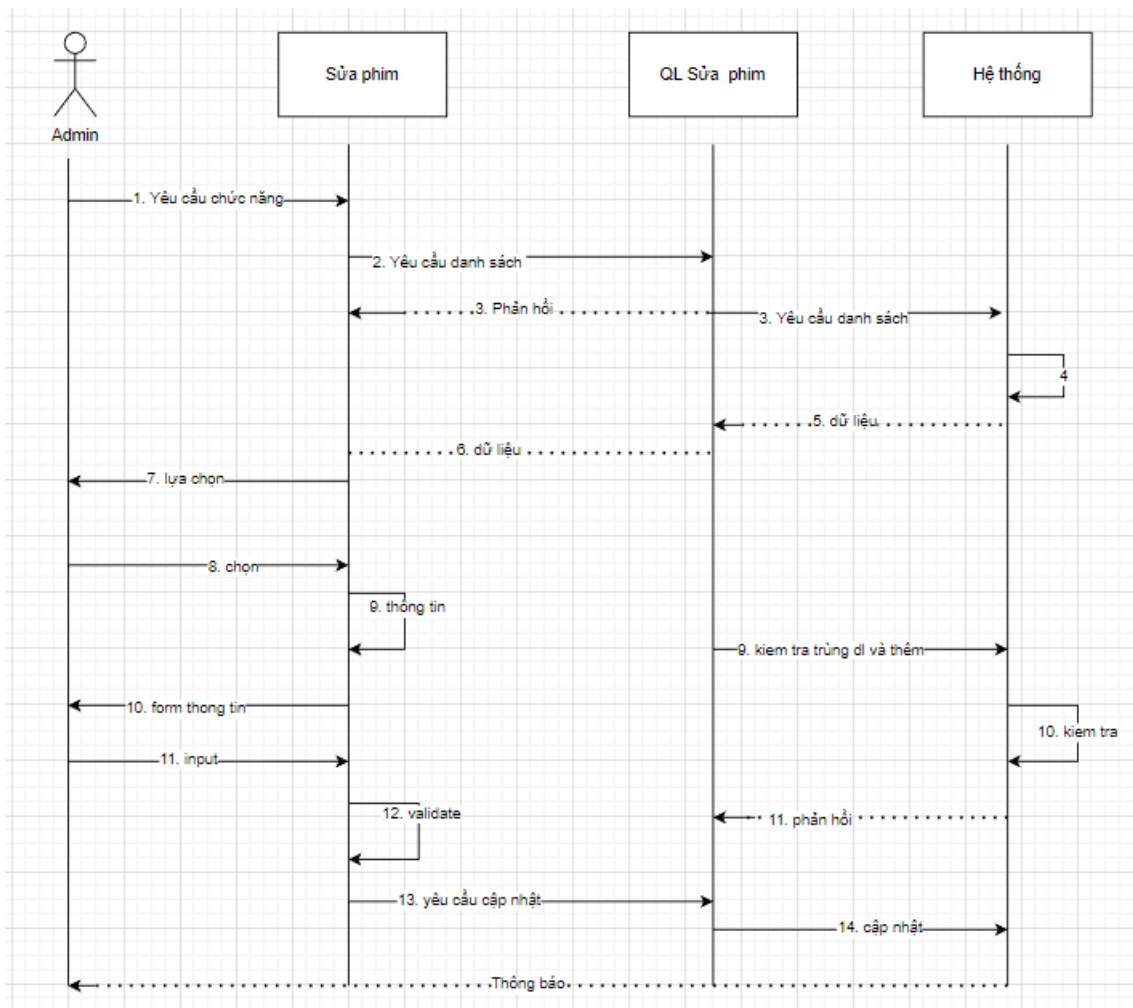 Sửa phim
QL Sửa phim
Hệ thống
Admin
1. Yêu cầu chức năng
2. Yêu cầu danh sách
3. Phản hồi
3. Yêu cầu danh sách
4
5. dữ liệu
6. dữ liệu
7. lựa chọn
8. chọn
9. thông tin
9. kiem tra trùng dl và thêm
10. form thong tin
10. kiem tra
11. input
12. validate
11. phản hồi
13. yêu cầu cập nhật
14. cập nhật
Thông báo